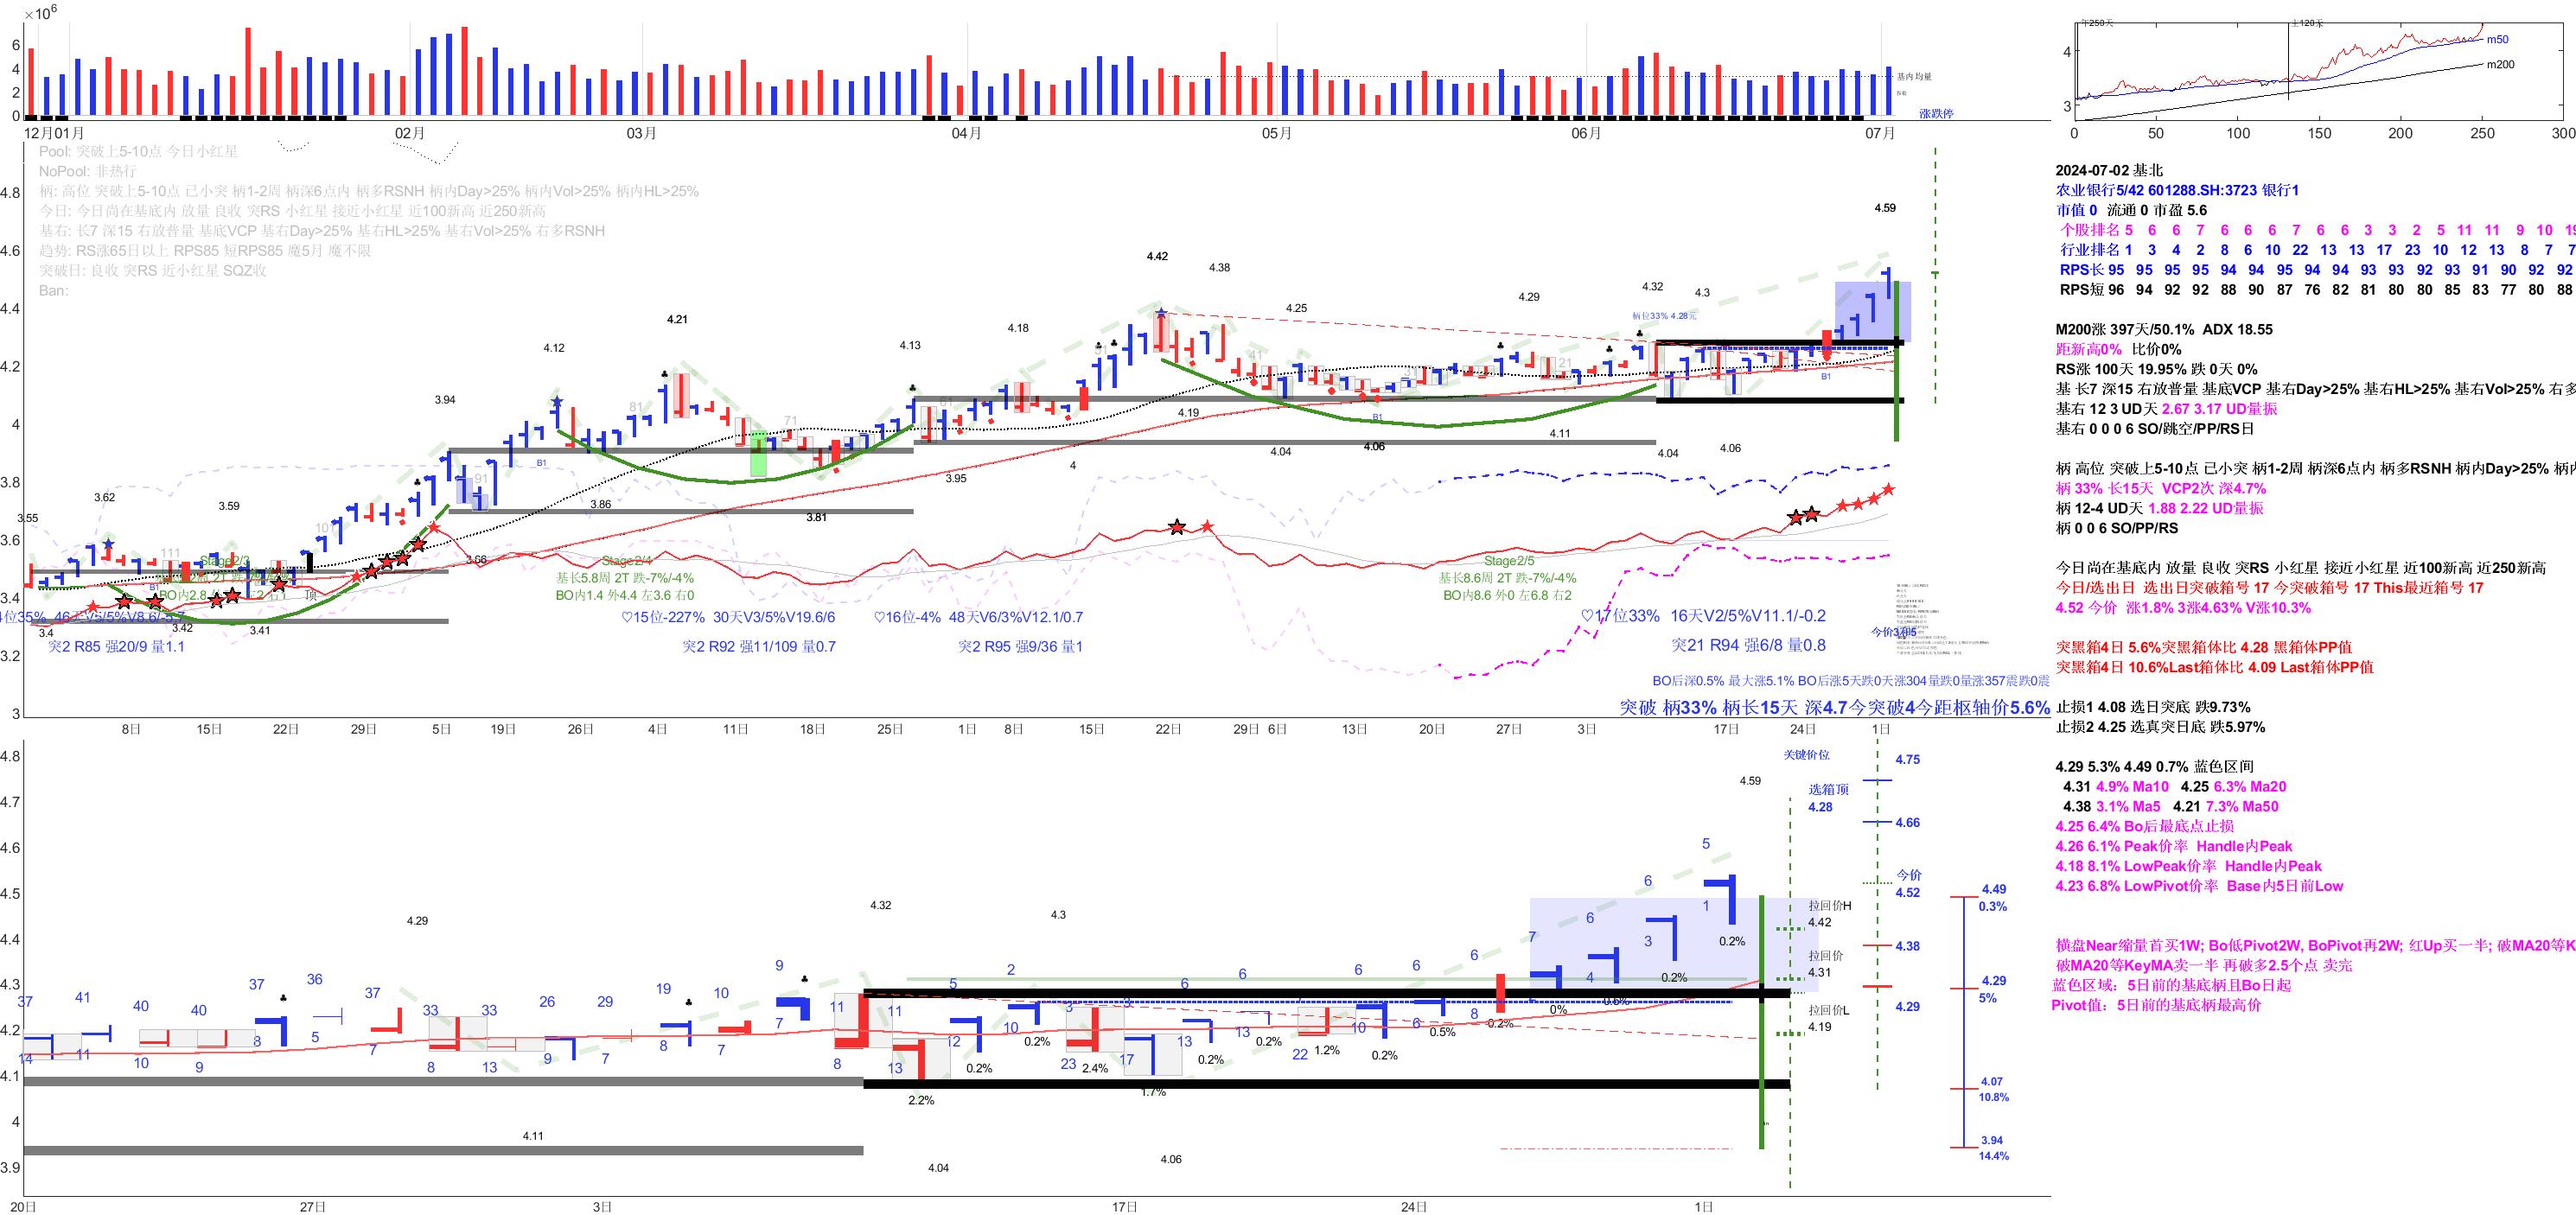 ×10⁶
6
4
2
0
基内均量
涨跌停
12月 01月 02月 03月 04月 05月 06月 07月
Pool: 突破上5-10点 今日小红星
NoPool: 非热行
柄: 高位 突破上5-10点 已小突 柄1-2周 柄深6点内 柄多RSNH 柄内Day>25% 柄内Vol>25% 柄内HL>25%
今日: 今日尚在基底内 放量 良收 突RS 小红星 接近小红星 近100新高 近250新高
基右: 长7 深15 右放普量 基底VCP 基右Day>25% 基右HL>25% 基右Vol>25% 右多RSNH
趋势: RS涨65日以上 RPS85 短RPS85 魔5月 魔不限
突破日: 良收 突RS 近小红星 SQZ收
Ban:
4.8
4.6
4.4
4.2
4
3.8
3.6
3.4
3.2
3
3.55 3.62 3.59 3.94 4.12 4.21 4.13 4.18 4.42 4.38 4.25 4.29 4.32 4.3 4.59
柄位33% 4.28元
3.4 3.42 3.41 3.66 3.86 3.81 3.95 4 4.19 4.04 4.06 4.11 4.04 4.06
101 111 91 81 71 61 51 41 31 21
B1 B1 B1 B1
顶
Stage2/3
Stage2/4
基长5.8周 2T 跌-7%/-4%
BO内1.4 外4.4 左3.6 右0
Stage2/5
基长8.6周 2T 跌-7%/-4%
BO内8.6 外0 左6.8 右2
位35% 46天V5/5%V8.6/-5.7
突2 R85 强20/9 量1.1
♡15位-227% 30天V3/5%V19.6/6
突2 R92 强11/109 量0.7
♡16位-4% 48天V6/3%V12.1/0.7
突2 R95 强9/36 量1
♡17位33% 16天V2/5%V11.1/-0.2
突21 R94 强6/8 量0.8
BO后深0.5% 最大涨5.1% BO后涨5天跌0天涨304量跌0量涨357震跌0震
突破 柄33% 柄长15天 深4.7今突破4今距枢轴价5.6%
8日 15日 22日 29日 5日 19日 26日 4日 11日 18日 25日 1日 8日 15日 22日 29日 6日 13日 20日 27日 3日 17日 24日 1日
4.8
4.7
4.6
4.5
4.4
4.3
4.2
4.1
4
3.9
4.29 4.32 4.3 4.59
37 41 40 40 37 36 37 33 33 26 29 19 10 9 11 11 5 2 3 6 6 6 6 6 7 6 6 5
14 11 10 9 8 5 7 8 13 9 7 8 7 7 8 13 12 10 23 17 13 13 22 10 6 8 4 3 1
2.2% 0.2% 0.2% 2.4% 1.7% 0.2% 0.2% 1.2% 0.2% 0.5% 0.2% 0% 0.6% 0.2% 0.2%
4.11 4.04 4.06
20日 27日 3日 17日 24日 1日
关键价位
选箱顶
4.28
拉回价H
4.42
拉回价
4.31
拉回价L
4.19
4.75
4.66
今价
4.52
4.38
4.29
4.49
0.3%
4.29
5%
4.07
10.8%
3.94
14.4%
年250天
上120天
4
3
m50
m200
0 50 100 150 200 250 300
2024-07-02 基北
农业银行5/42 601288.SH:3723 银行1
市值 0 流通 0 市盈 5.6
个股排名 5 6 6 7 6 6 6 7 6 6 3 3 2 5 11 11 9 10
行业排名 1 3 4 2 8 6 10 22 13 13 17 23 10 12 13 8 7 7
RPS长 95 95 95 95 94 94 95 94 94 93 93 92 93 91 90 92 92
RPS短 96 94 92 92 88 90 87 76 82 81 80 80 85 83 77 80 88
M200涨 397天/50.1% ADX 18.55
距新高0% 比价0%
RS涨 100天 19.95% 跌 0天 0%
基 长7 深15 右放普量 基底VCP 基右Day>25% 基右HL>25% 基右Vol>25% 右多
基右 12 3 UD天 2.67 3.17 UD量振
基右 0 0 0 6 SO/跳空/PP/RS日
柄 高位 突破上5-10点 已小突 柄1-2周 柄深6点内 柄多RSNH 柄内Day>25% 柄内
柄 33% 长15天 VCP2次 深4.7%
柄 12-4 UD天 1.88 2.22 UD量振
柄 0 0 6 SO/PP/RS
今日尚在基底内 放量 良收 突RS 小红星 接近小红星 近100新高 近250新高
今日/选出日 选出日突破箱号 17 今突破箱号 17 This最近箱号 17
4.52 今价 涨1.8% 3涨4.63% V涨10.3%
突黑箱4日 5.6%突黑箱体比 4.28 黑箱体PP值
突黑箱4日 10.6%Last箱体比 4.09 Last箱体PP值
止损1 4.08 选日突底 跌9.73%
止损2 4.25 选真突日底 跌5.97%
4.29 5.3% 4.49 0.7% 蓝色区间
4.31 4.9% Ma10 4.25 6.3% Ma20
4.38 3.1% Ma5 4.21 7.3% Ma50
4.25 6.4% Bo后最底点止损
4.26 6.1% Peak价率 Handle内Peak
4.18 8.1% LowPeak价率 Handle内Peak
4.23 6.8% LowPivot价率 Base内5日前Low
横盘Near缩量首买1W; Bo低Pivot2W, BoPivot再2W; 红Up买一半; 破MA20等K
破MA20等KeyMA卖一半 再破多2.5个点 卖完
蓝色区域：5日前的基底柄且Bo日起
Pivot值：5日前的基底柄最高价